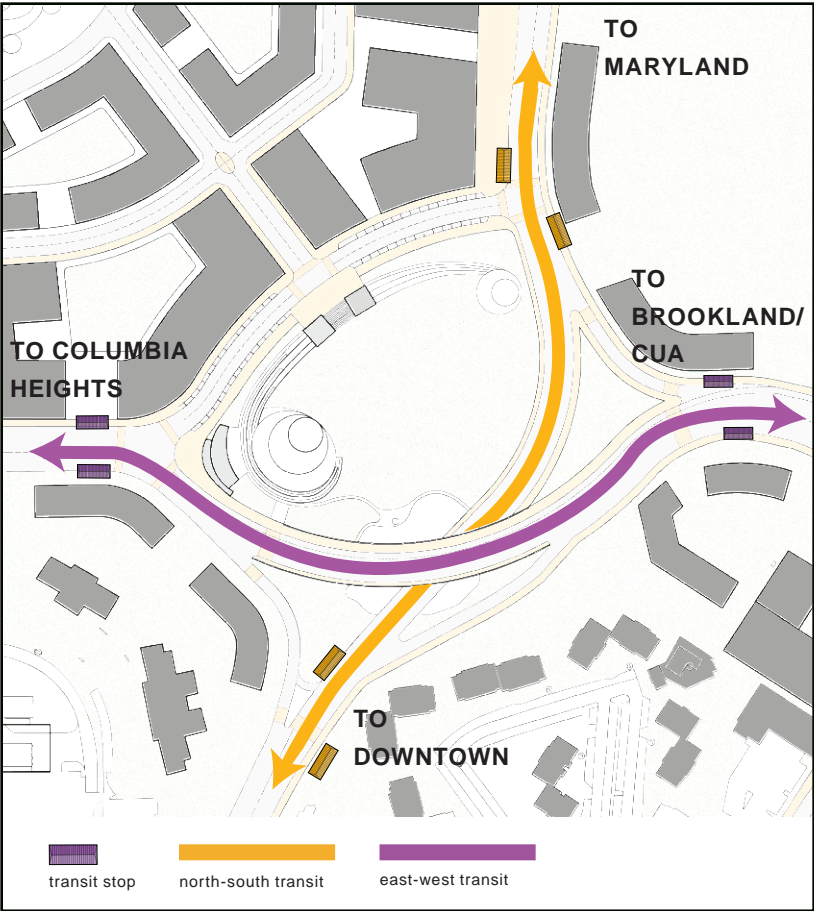 TO
MARYLAND
TO
BROOKLAND/
CUA
TO COLUMBIA
HEIGHTS
TO
DOWNTOWN
transit stop
north-south transit
east-west transit